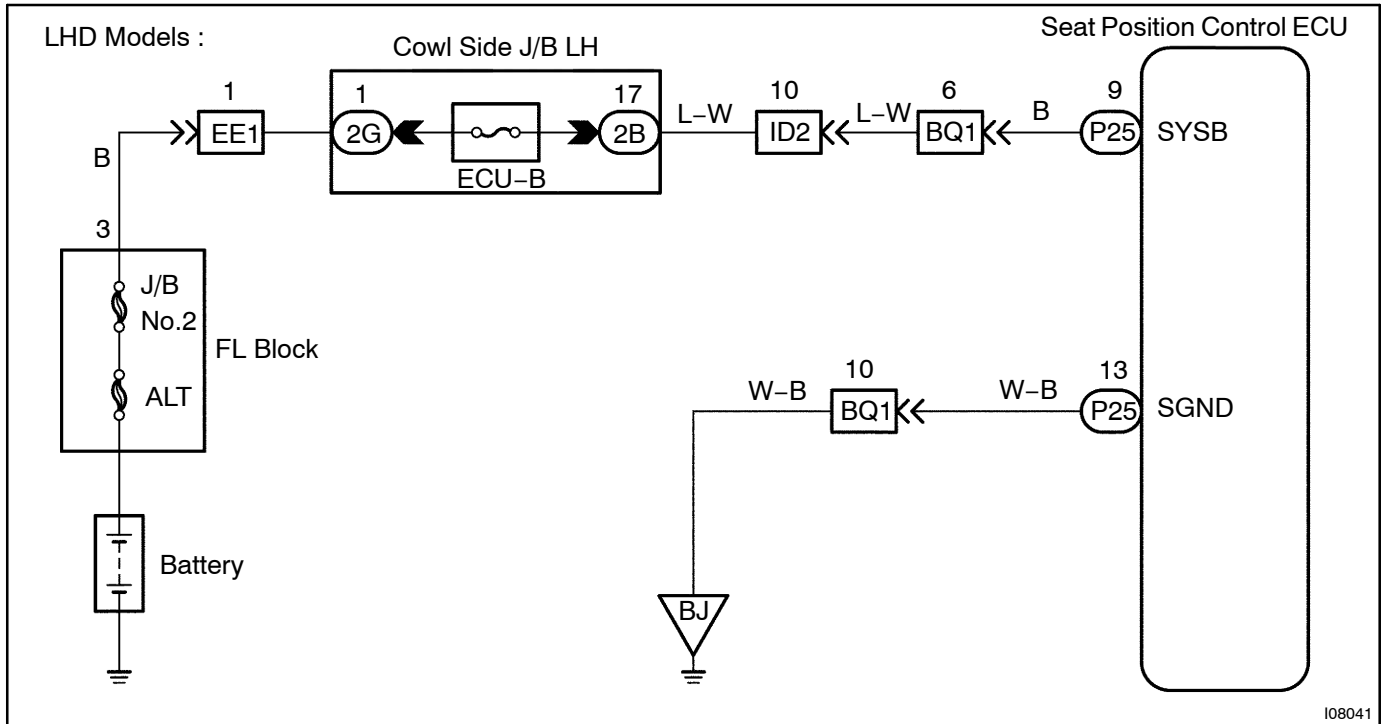 LHD Models :
Seat Position Control ECU
Cowl Side J/B LH
1
1
17
10
6
9
EE1
2G
2B
L−W
ID2
L−W
BQ1
B
P25
SYSB
ECU−B
B
3
J/B
No.2
ALT
FL Block
10
13
W−B
BQ1
W−B
P25
SGND
Battery
BJ
I08041